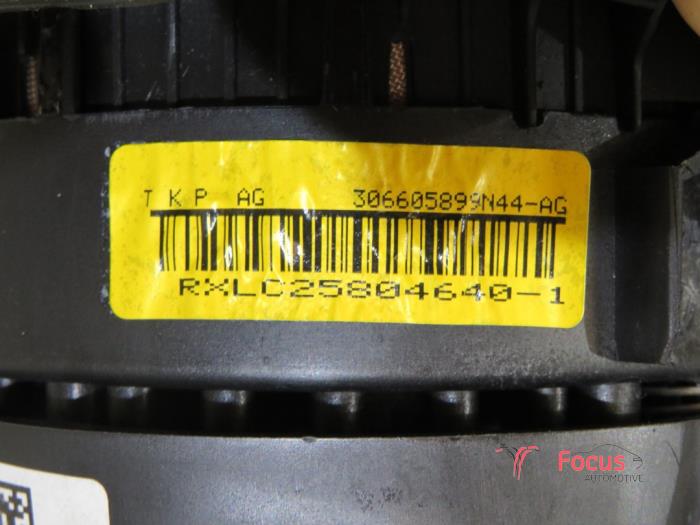 T K P AG 306605899N44-AG
RXLC25804640-1
Focus
AUTOMOTIVE